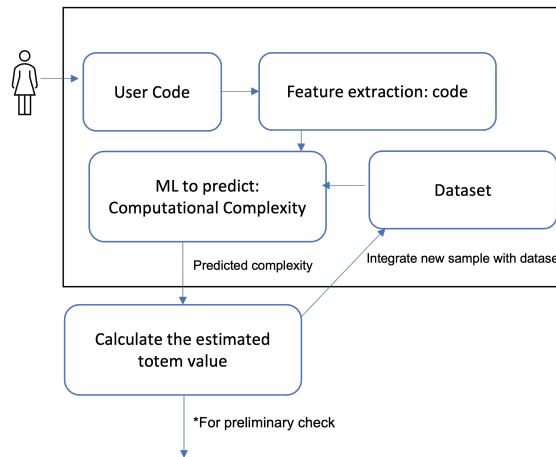 User Code
Feature extraction: code
ML to predict:
Computational Complexity
Dataset
Predicted complexity
Integrate new sample with datase
Calculate the estimated
totem value
*For preliminary check